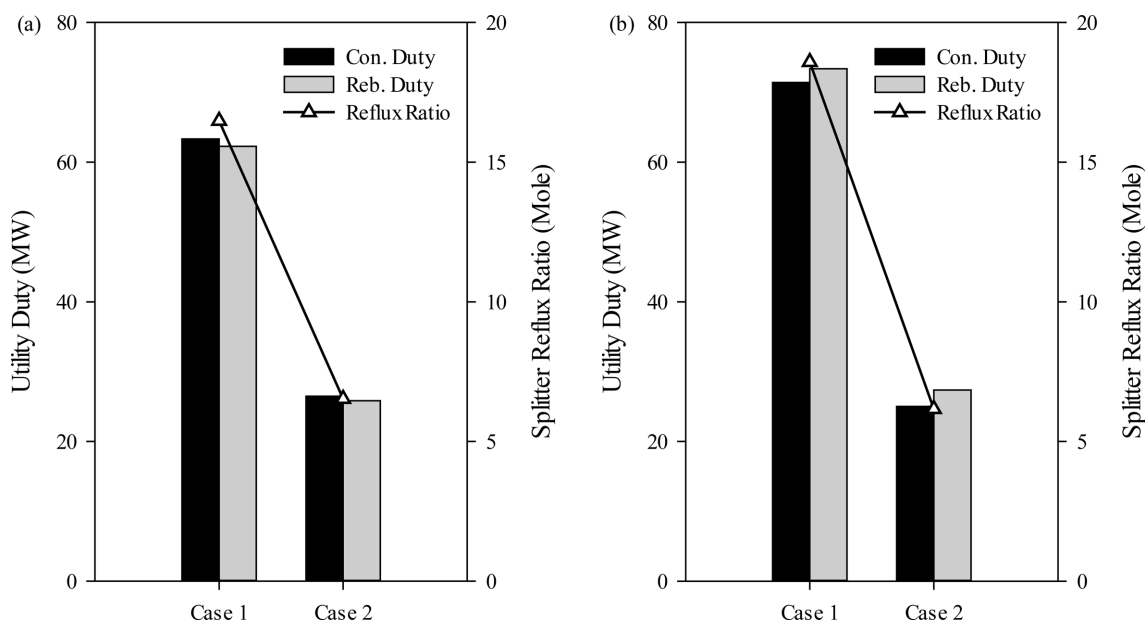 (a)
80
60
40
20
0
Utility Duty (MW)
Con. Duty
Reb. Duty
Reflux Ratio
20
15
10
5
0
Splitter Reflux Ratio (Mole)
Case 1
Case 2
(b)
80
60
40
20
0
Utility Duty (MW)
Con. Duty
Reb. Duty
Reflux Ratio
20
15
10
5
0
Splitter Reflux Ratio (Mole)
Case 1
Case 2